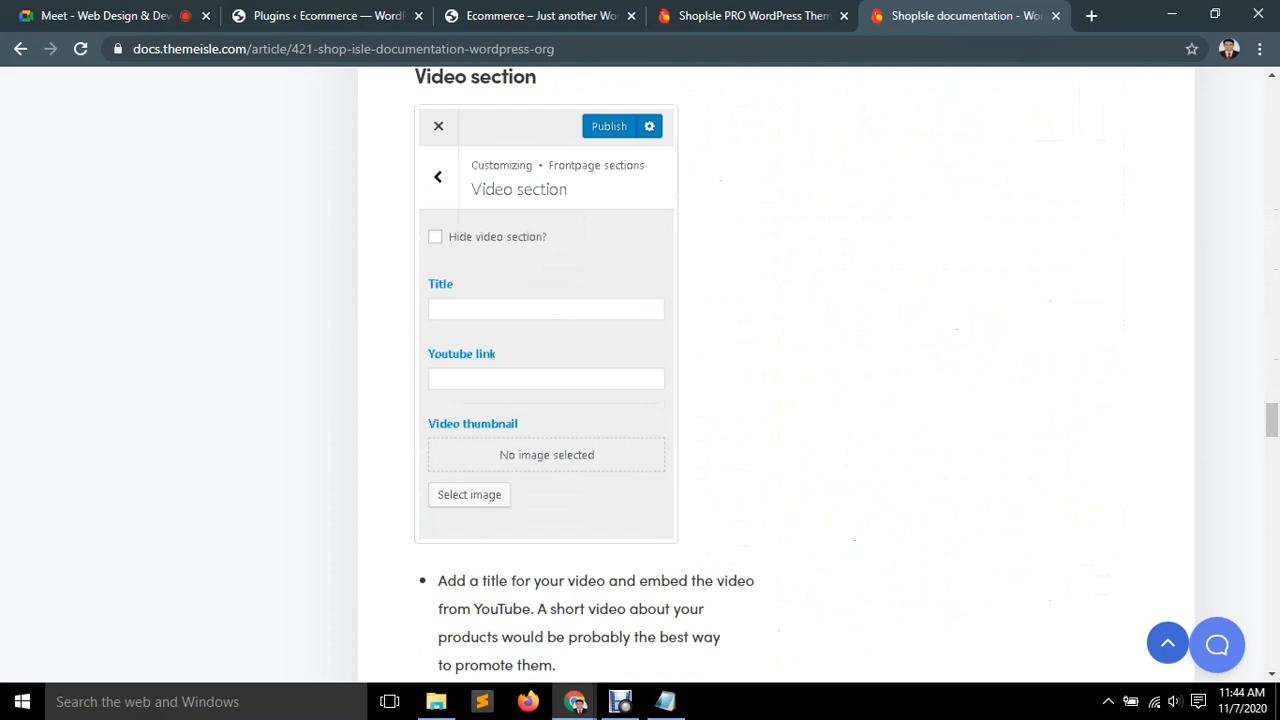 Meet - Web Design & Dev
Plugins ‹ Ecommerce — WordP
Ecommerce – Just another Wo
ShopIsle PRO WordPress Them
ShopIsle documentation - Wo
docs.themeisle.com/article/421-shop-isle-documentation-wordpress-org
Video section
Publish
Customizing ▸ Frontpage sections
Video section
Hide video section?
Title
Youtube link
Video thumbnail
No image selected
Select image
• Add a title for your video and embed the video
from YouTube. A short video about your
products would be probably the best way
to promote them.
Search the web and Windows
11:44 AM
11/7/2020